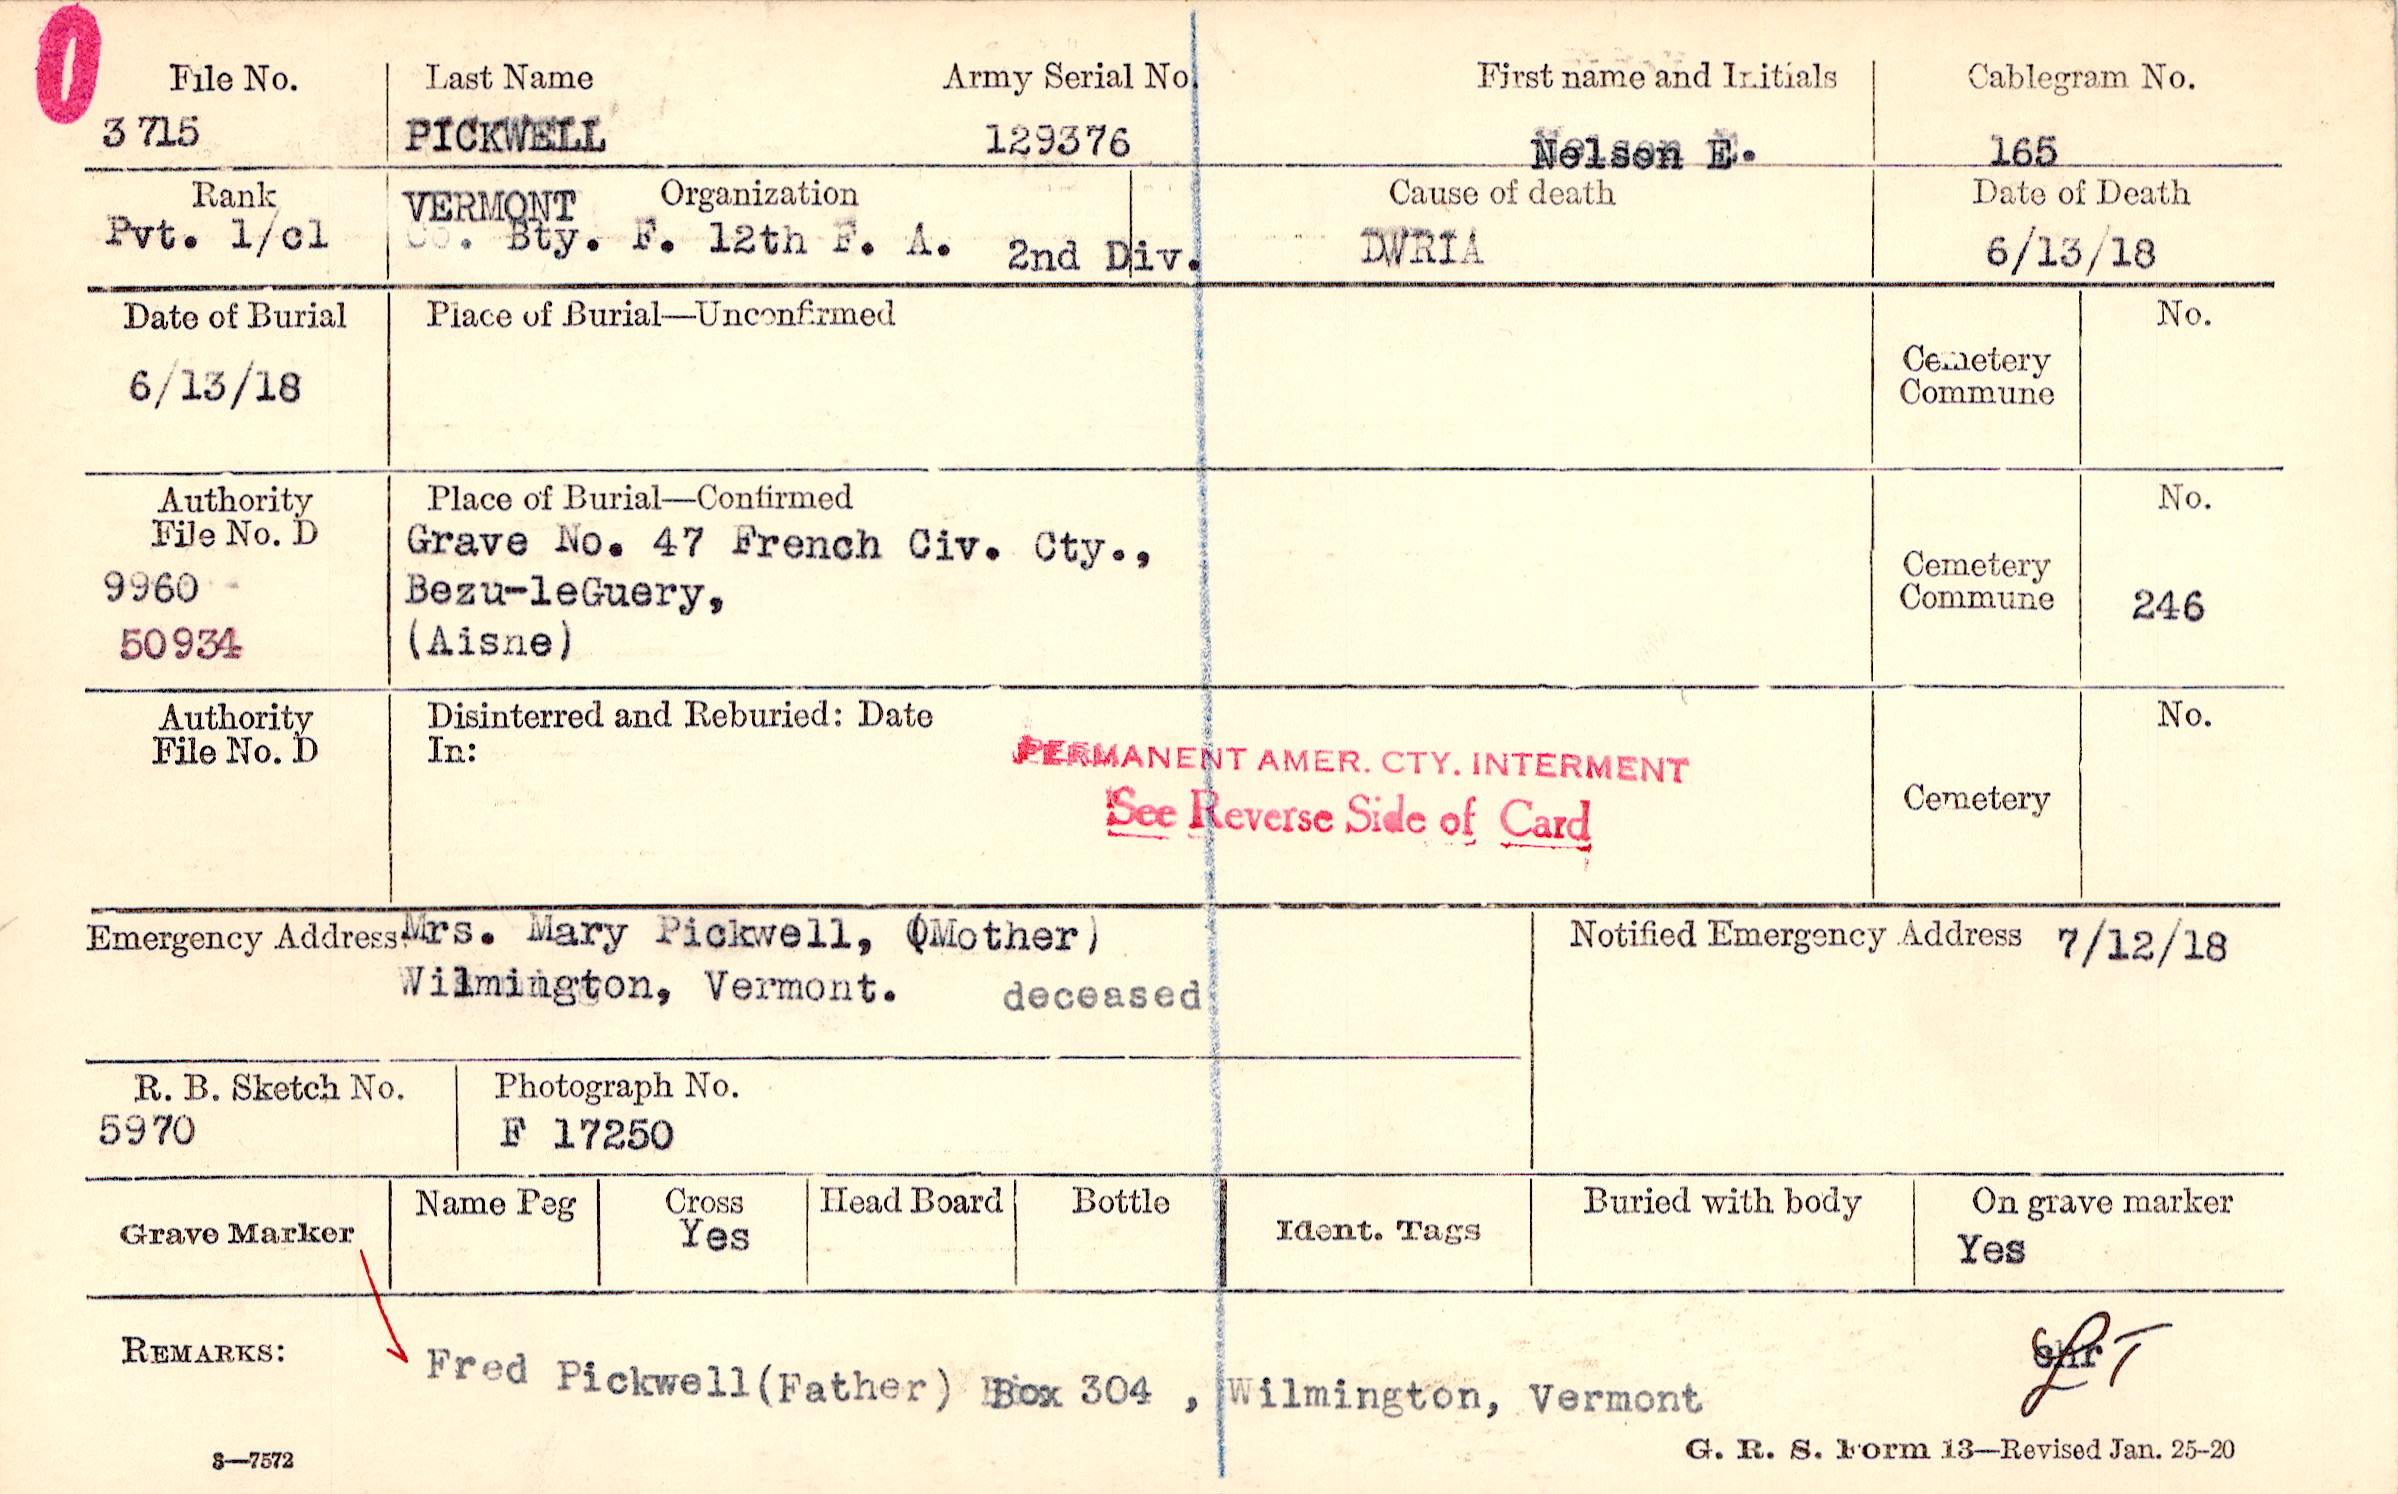 File No. Last Name Army Serial No. First name and Initials Cablegram No.
3715 PICKWELL 129376 Nelson E. 165
Rank VERMONT Organization Cause of death Date of Death
Pvt. 1/cl Co. Bty. F. 12th F. A. 2nd Div. DWRIA 6/13/18
Date of Burial Place of Burial—Unconfirmed No.
6/13/18 Cemetery
Commune
Authority Place of Burial—Confirmed No.
File No. D Grave No. 47 French Civ. Cty.,
9960 Bezu-leGuery, Cemetery
Commune 246
50934 (Aisne)
Authority Disinterred and Reburied: Date No.
File No. D In:
PERMANENT AMER. CTY. INTERMENT
See Reverse Side of Card Cemetery
Emergency Address: Mrs. Mary Pickwell, (Mother) Notified Emergency Address 7/12/18
Wilmington, Vermont. deceased
R. B. Sketch No. Photograph No.
5970 F 17250
Grave Marker Name Peg Cross Head Board Bottle Ident. Tags Buried with body On grave marker
Yes Yes
REMARKS: Fred Pickwell(Father) Box 304 , Wilmington, Vermont
8—7572 G. R. S. Form 13—Revised Jan. 25-20